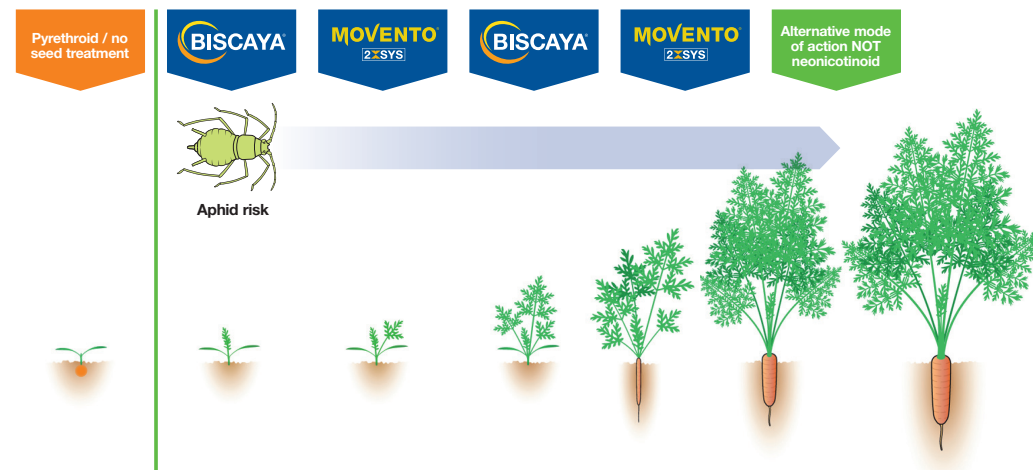 Pyrethroid / no
seed treatment
BISCAYA®
MOVENTO®
2XSYS
BISCAYA®
MOVENTO®
2XSYS
Alternative mode
of action NOT
neonicotinoid
Aphid risk